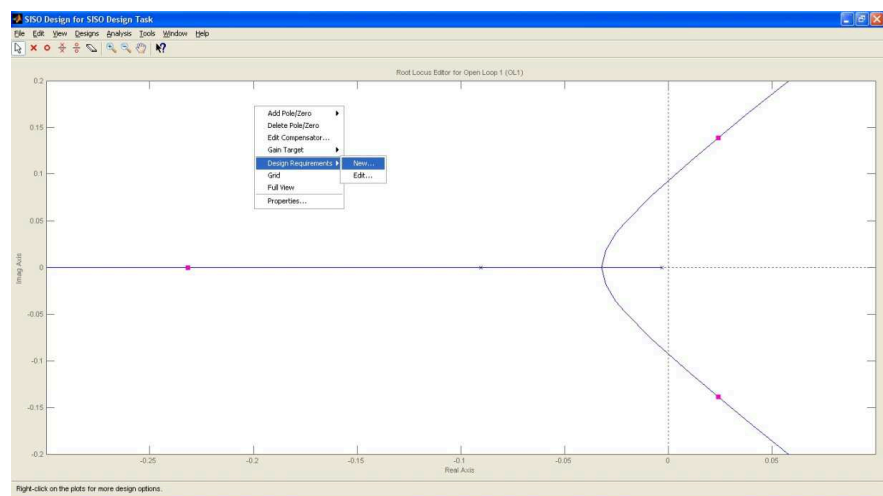 SISO Design for SISO Design Task
File Edit View Designs Analysis Tools Window Help
Root Locus Editor for Open Loop 1 (OL1)
0.2
0.15
0.1
0.05
0
-0.05
-0.1
-0.15
-0.2
Imag Axis
Add Pole/Zero
Delete Pole/Zero
Edit Compensator...
Gain Target
Design Requirements
New...
Edit...
Grid
Full View
Properties...
-0.25 -0.2 -0.15 -0.1 -0.05 0 0.05
Real Axis
Right-click on the plots for more design options.